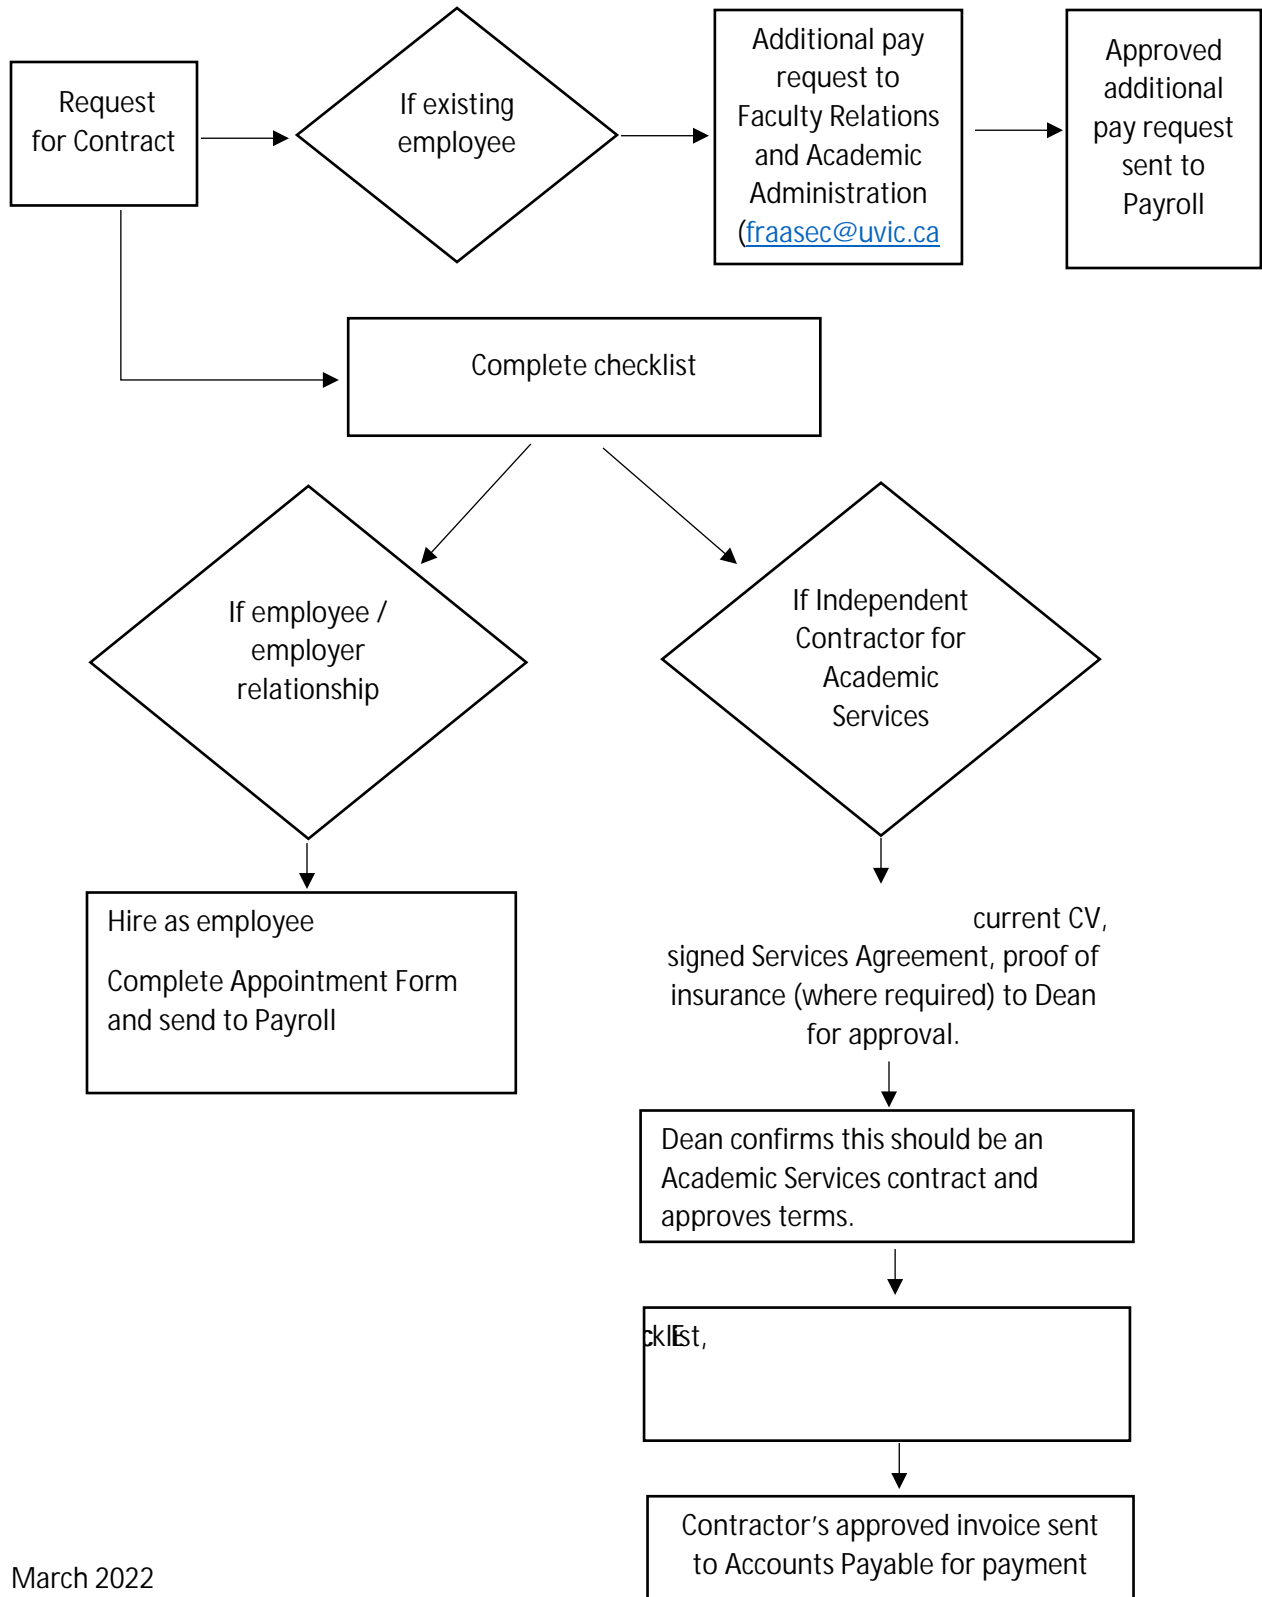 Request
for Contract
If existing
employee
Additional pay
request to
Faculty Relations
and Academic
Administration
(fraasec@uvic.ca
Approved
additional
pay request
sent to
Payroll
Complete checklist
If employee /
employer
relationship
If Independent
Contractor for
Academic
Services
Hire as employee
Complete Appointment Form
and send to Payroll
current CV,
signed Services Agreement, proof of
insurance (where required) to Dean
for approval.
Dean confirms this should be an
Academic Services contract and
approves terms.
Contractor's approved invoice sent
to Accounts Payable for payment
March 2022